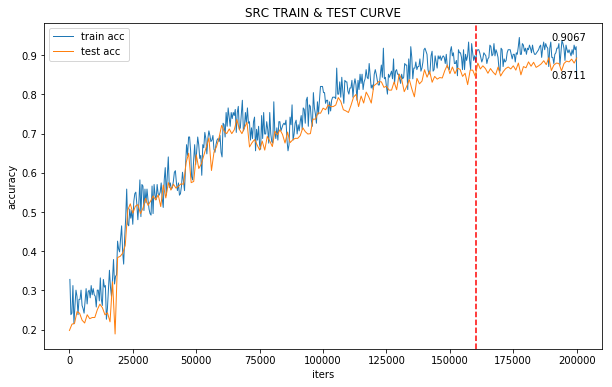 SRC TRAIN & TEST CURVE
train acc
test acc
0.9067
0.8711
accuracy
0.9
0.8
0.7
0.6
0.5
0.4
0.3
0.2
0 25000 50000 75000 100000 125000 150000 175000 200000
iters